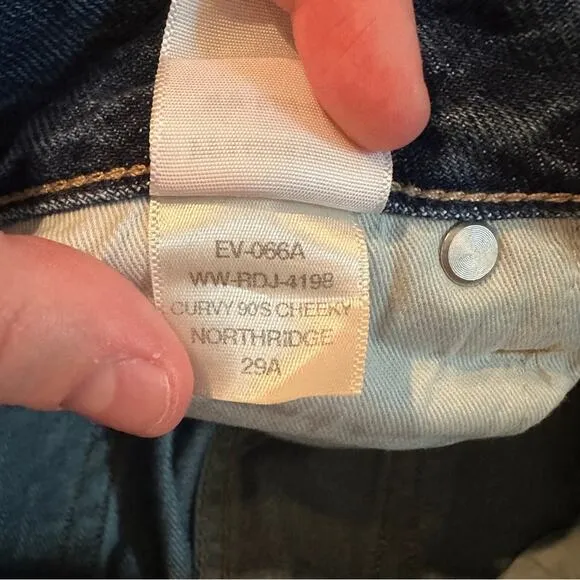 EV-066A
WW-RDJ-4198
CURVY 90'S CHEEKY
NORTHRIDGE
29A